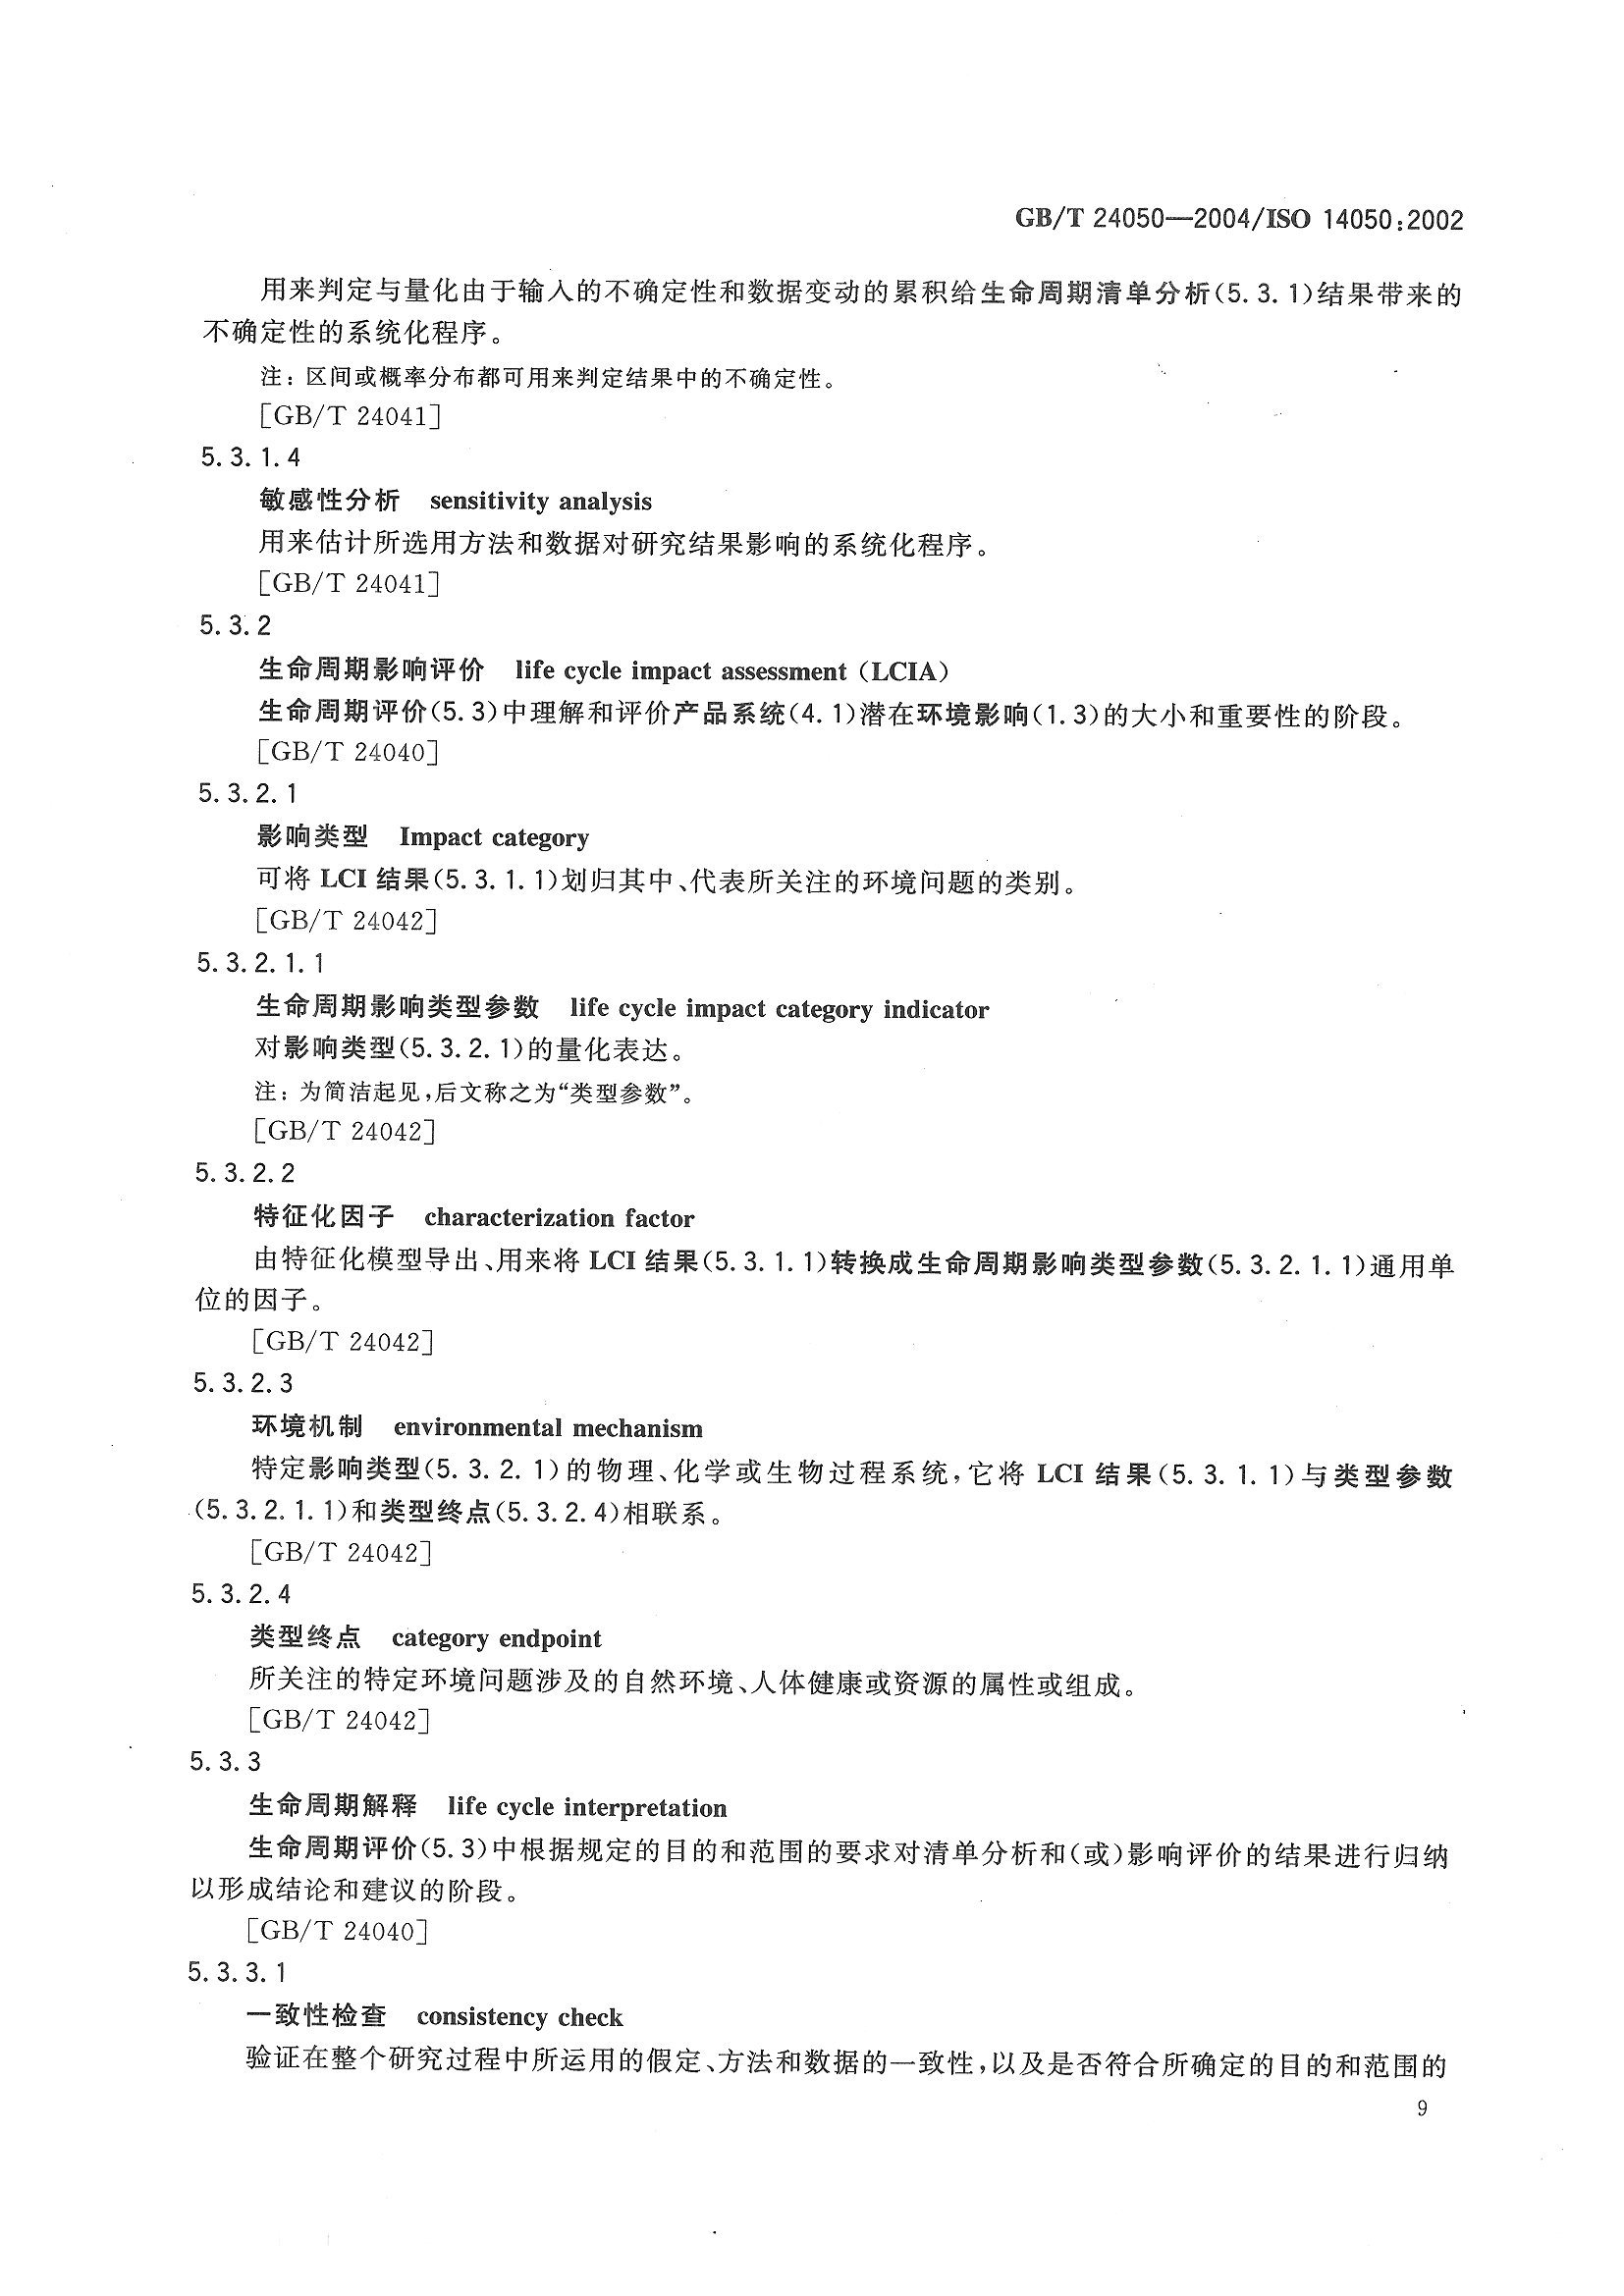 GB/T 24050—2004/ISO 14050:2002
用来判定与量化由于输入的不确定性和数据变动的累积给生命周期清单分析(5.3.1)结果带来的
不确定性的系统化程序。
注：区间或概率分布都可用来判定结果中的不确定性。
[GB/T 24041]
5.3.1.4
敏感性分析 sensitivity analysis
用来估计所选用方法和数据对研究结果影响的系统化程序。
[GB/T 24041]
5.3.2
生命周期影响评价 life cycle impact assessment (LCIA)
生命周期评价(5.3)中理解和评价产品系统(4.1)潜在环境影响(1.3)的大小和重要性的阶段。
[GB/T 24040]
5.3.2.1
影响类型 Impact category
可将 LCI 结果(5.3.1.1)划归其中、代表所关注的环境问题的类别。
[GB/T 24042]
5.3.2.1.1
生命周期影响类型参数 life cycle impact category indicator
对影响类型(5.3.2.1)的量化表达。
注：为简洁起见，后文称之为“类型参数”。
[GB/T 24042]
5.3.2.2
特征化因子 characterization factor
由特征化模型导出、用来将 LCI 结果(5.3.1.1)转换成生命周期影响类型参数(5.3.2.1.1)通用单
位的因子。
[GB/T 24042]
5.3.2.3
环境机制 environmental mechanism
特定影响类型(5.3.2.1)的物理、化学或生物过程系统，它将 LCI 结果(5.3.1.1)与类型参数
(5.3.2.1.1)和类型终点(5.3.2.4)相联系。
[GB/T 24042]
5.3.2.4
类型终点 category endpoint
所关注的特定环境问题涉及的自然环境、人体健康或资源的属性或组成。
[GB/T 24042]
5.3.3
生命周期解释 life cycle interpretation
生命周期评价(5.3)中根据规定的目的和范围的要求对清单分析和(或)影响评价的结果进行归纳
以形成结论和建议的阶段。
[GB/T 24040]
5.3.3.1
一致性检查 consistency check
验证在整个研究过程中所运用的假定、方法和数据的一致性，以及是否符合所确定的目的和范围的
9